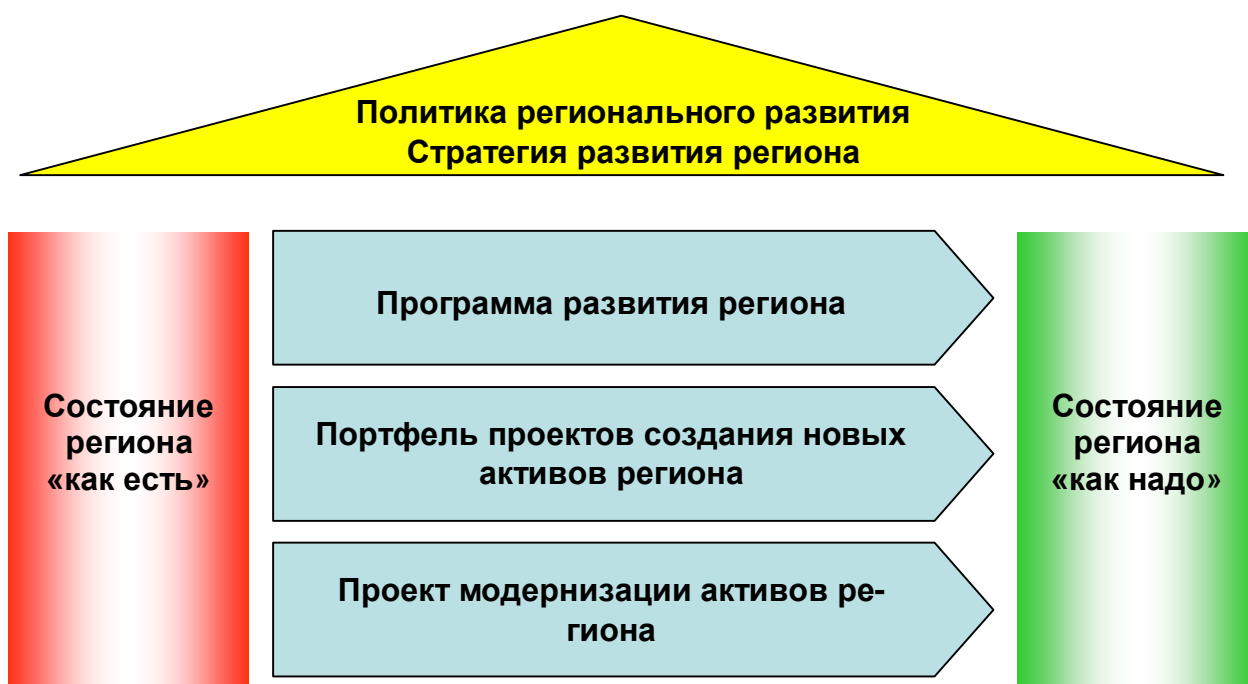 Политика регионального развития
Стратегия развития региона
Состояние
региона
«как есть»
Программа развития региона
Портфель проектов создания новых
активов региона
Проект модернизации активов ре-
гиона
Состояние
региона
«как надо»